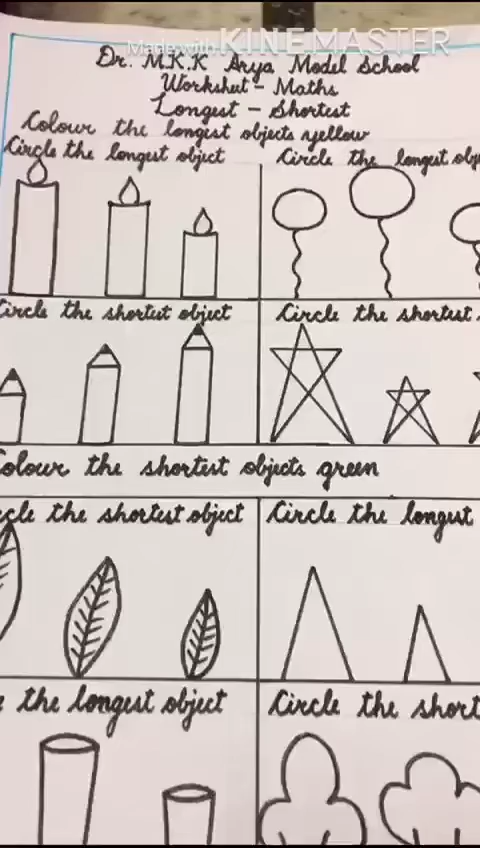 Made with KINEMASTER
Dr. M.K.K Arya Model School
Worksheet - Maths
Longest - Shortest
Colour the longest objects yellow
Circle the longest object
Circle the longest obj
Circle the shortest object
Circle the shortest
Colour the shortest objects green
cle the shortest object
Circle the longest
the longest object
Circle the short